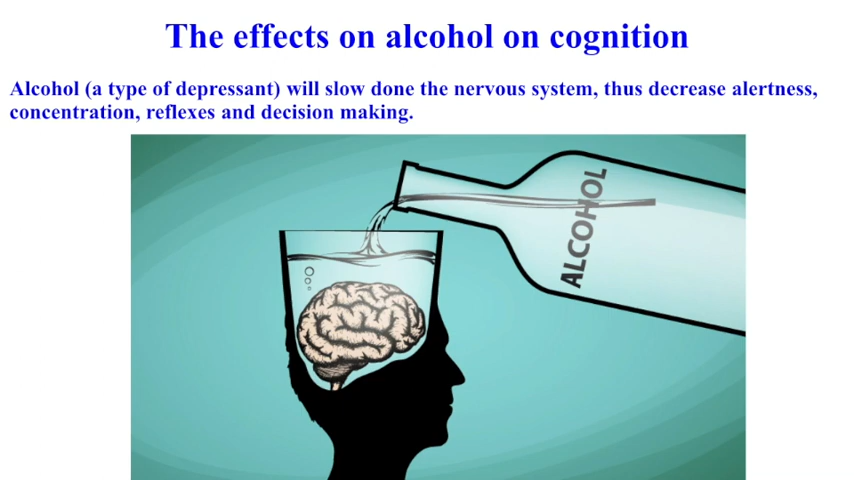 The effects on alcohol on cognition
Alcohol (a type of depressant) will slow done the nervous system, thus decrease alertness,
concentration, reflexes and decision making.
ALCOHOL